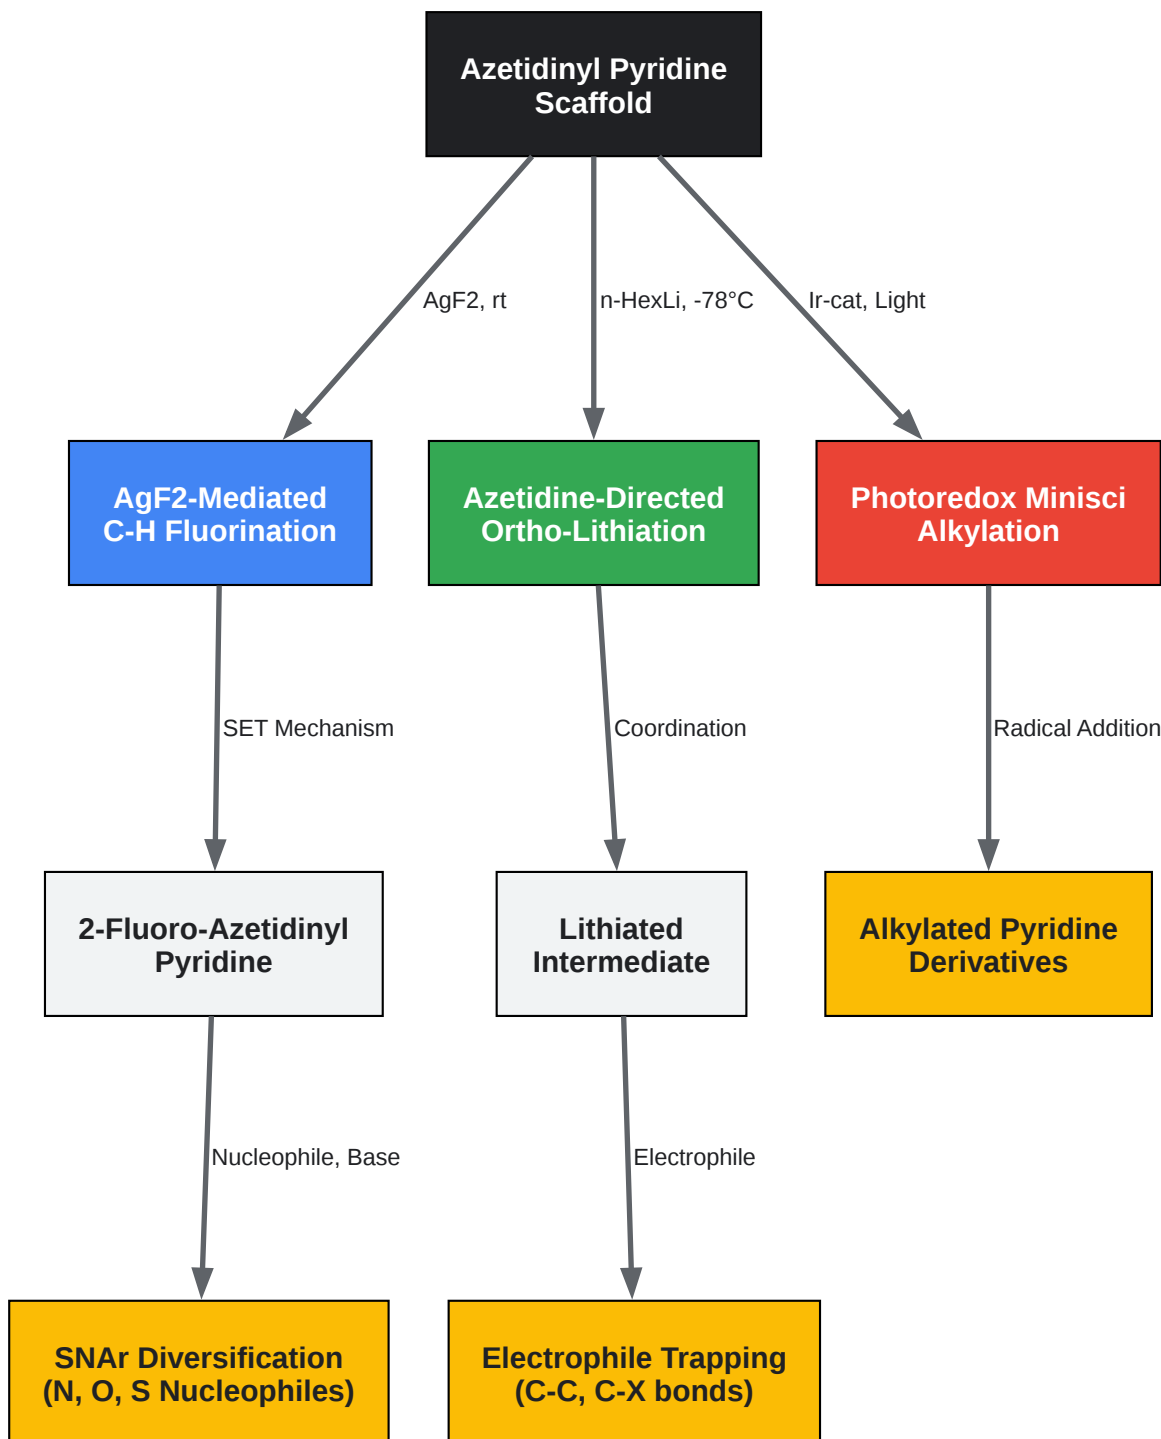 Azetidinyl Pyridine
Scaffold
AgF2, rt
n-HexLi, -78°C
Ir-cat, Light
AgF2-Mediated
C-H Fluorination
Azetidine-Directed
Ortho-Lithiation
Photoredox Minisci
Alkylation
SET Mechanism
Coordination
Radical Addition
2-Fluoro-Azetidinyl
Pyridine
Lithiated
Intermediate
Alkylated Pyridine
Derivatives
Nucleophile, Base
Electrophile
SNAr Diversification
(N, O, S Nucleophiles)
Electrophile Trapping
(C-C, C-X bonds)